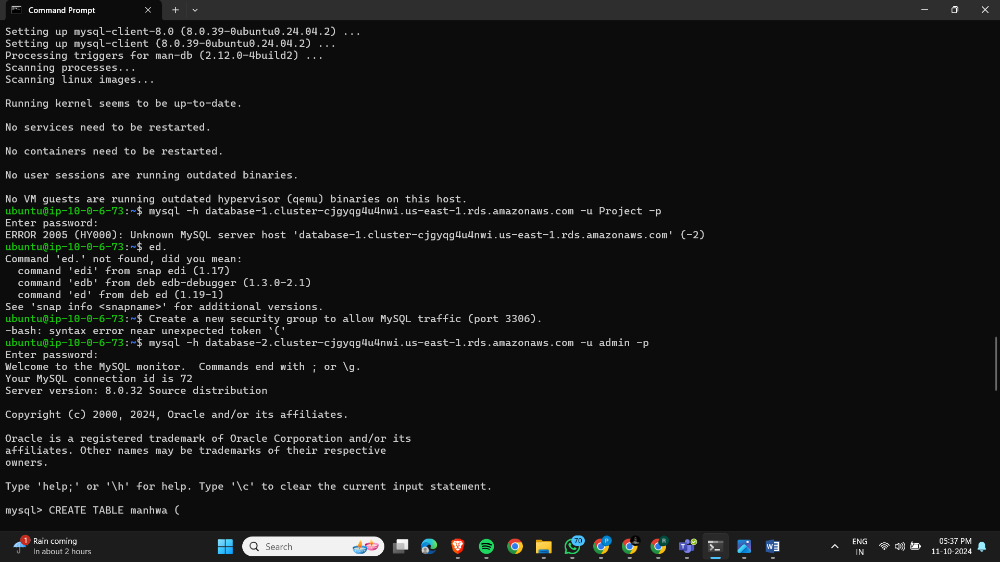 Command Prompt
Setting up mysql-client-8.0 (8.0.39-0ubuntu0.24.04.2) ...
Setting up mysql-client (8.0.39-0ubuntu0.24.04.2) ...
Processing triggers for man-db (2.12.0-4build2) ...
Scanning processes...
Scanning linux images...
Running kernel seems to be up-to-date.
No services need to be restarted.
No containers need to be restarted.
No user sessions are running outdated binaries.
No VM guests are running outdated hypervisor (qemu) binaries on this host.
ubuntu@ip-10-0-6-73:~$ mysql -h database-1.cluster-cjgyqg4u4nwi.us-east-1.rds.amazonaws.com -u Project -p
Enter password:
ERROR 2005 (HY000): Unknown MySQL server host 'database-1.cluster-cjgyqg4u4nwi.us-east-1.rds.amazonaws.com' (-2)
ubuntu@ip-10-0-6-73:~$ ed.
Command 'ed.' not found, did you mean:
  command 'edi' from snap edi (1.17)
  command 'edb' from deb edb-debugger (1.3.0-2.1)
  command 'ed' from deb ed (1.19-1)
See 'snap info <snapname>' for additional versions.
ubuntu@ip-10-0-6-73:~$ Create a new security group to allow MySQL traffic (port 3306).
-bash: syntax error near unexpected token `('
ubuntu@ip-10-0-6-73:~$ mysql -h database-2.cluster-cjgyqg4u4nwi.us-east-1.rds.amazonaws.com -u admin -p
Enter password:
Welcome to the MySQL monitor.  Commands end with ; or \g.
Your MySQL connection id is 72
Server version: 8.0.32 Source distribution
Copyright (c) 2000, 2024, Oracle and/or its affiliates.
Oracle is a registered trademark of Oracle Corporation and/or its
affiliates. Other names may be trademarks of their respective
owners.
Type 'help;' or '\h' for help. Type '\c' to clear the current input statement.
mysql> CREATE TABLE manhwa (
1
Rain coming
In about 2 hours
Search
70
P
R
T
W
ENG
IN
05:37 PM
11-10-2024